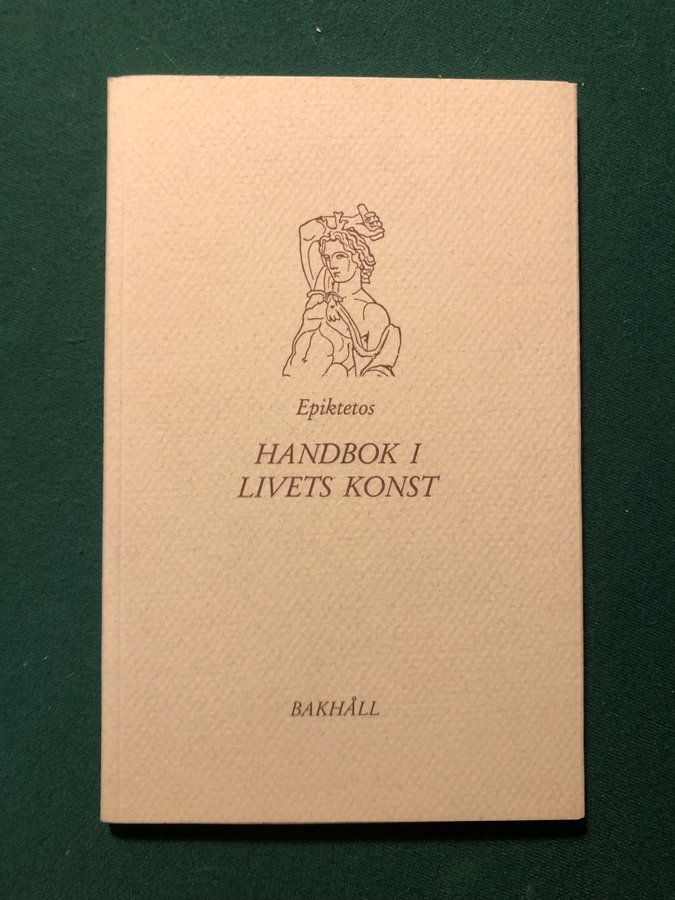 Epiktetos
HANDBOK I
LIVETS KONST
BAKHÅLL